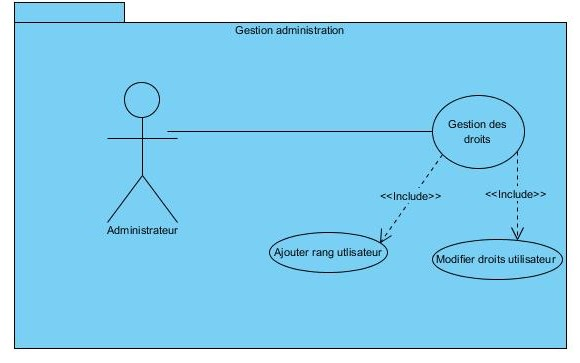 Gestion administration
Gestion des
droits
<<Include>>
<<Include>>
Administrateur
Ajouter rang utlisateur
Modifier droits utilisateur